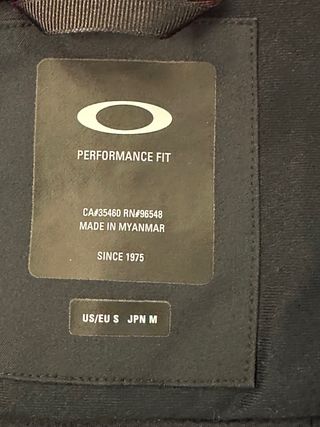 PERFORMANCE FIT
CA#35460 RN#96548
MADE IN MYANMAR
SINCE 1975
US/EU S JPN M